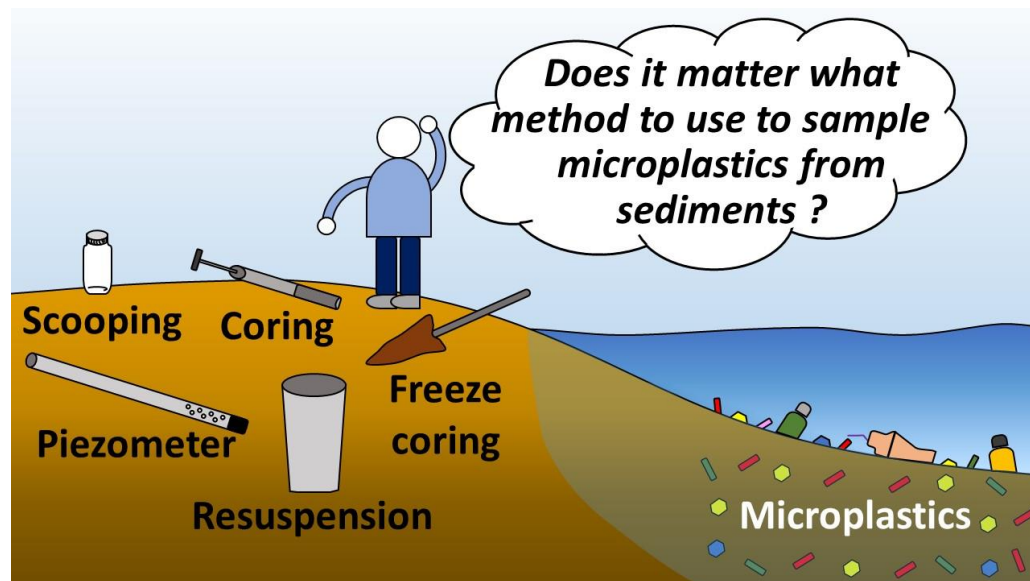 Does it matter what
method to use to sample
microplastics from
sediments ?
Scooping
Coring
Freeze
coring
Piezometer
Resuspension
Microplastics